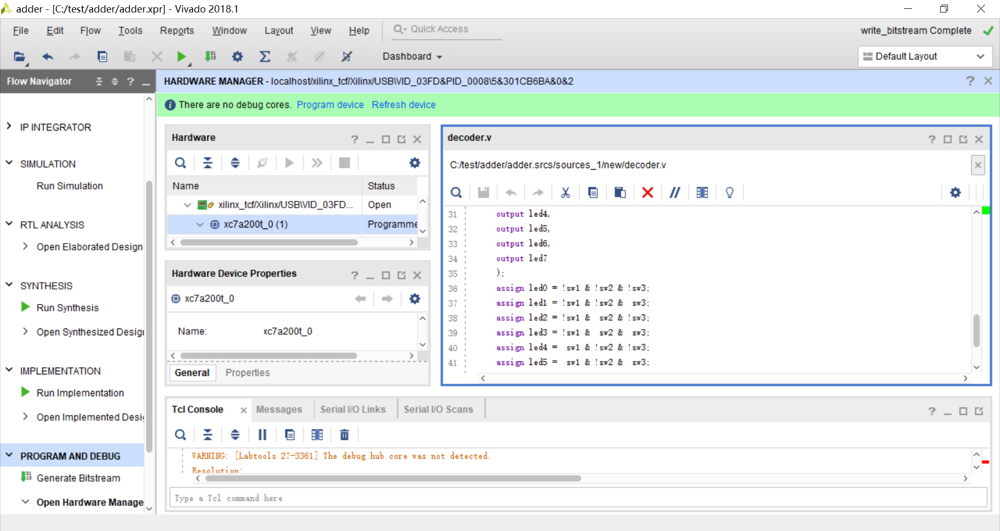 adder - [C:/test/adder/adder.xpr] - Vivado 2018.1
File Edit Flow Tools Reports Window Layout View Help Quick Access write_bitstream Complete
Dashboard Default Layout
Flow Navigator
IP INTEGRATOR
SIMULATION
Run Simulation
RTL ANALYSIS
Open Elaborated Design
SYNTHESIS
Run Synthesis
Open Synthesized Desig
IMPLEMENTATION
Run Implementation
Open Implemented Desi
PROGRAM AND DEBUG
Generate Bitstream
Open Hardware Manage
HARDWARE MANAGER - localhost/xilinx_tcf/Xilinx/USB\VID_03FD&PID_0008\5&301CB6BA&0&2
There are no debug cores. Program device Refresh device
Hardware
Name Status
xilinx_tcf/Xilinx/USB\VID_03FD... Open
xc7a200t_0 (1) Programme
Hardware Device Properties
xc7a200t_0
Name: xc7a200t_0
General Properties
decoder.v
C:/test/adder/adder.srcs/sources_1/new/decoder.v
31 output led4,
32 output led5,
33 output led6,
34 output led7
35 );
36 assign led0 = !sw1 & !sw2 & !sw3;
37 assign led1 = !sw1 & !sw2 & sw3;
38 assign led2 = !sw1 & sw2 & !sw3;
39 assign led3 = !sw1 & sw2 & sw3;
40 assign led4 = sw1 & !sw2 & !sw3;
41 assign led5 = sw1 & !sw2 & sw3;
Tcl Console Messages Serial I/O Links Serial I/O Scans
WARNING: [Labtools 27-3361] The debug hub core was not detected.
Resolution:
Type a Tcl command here